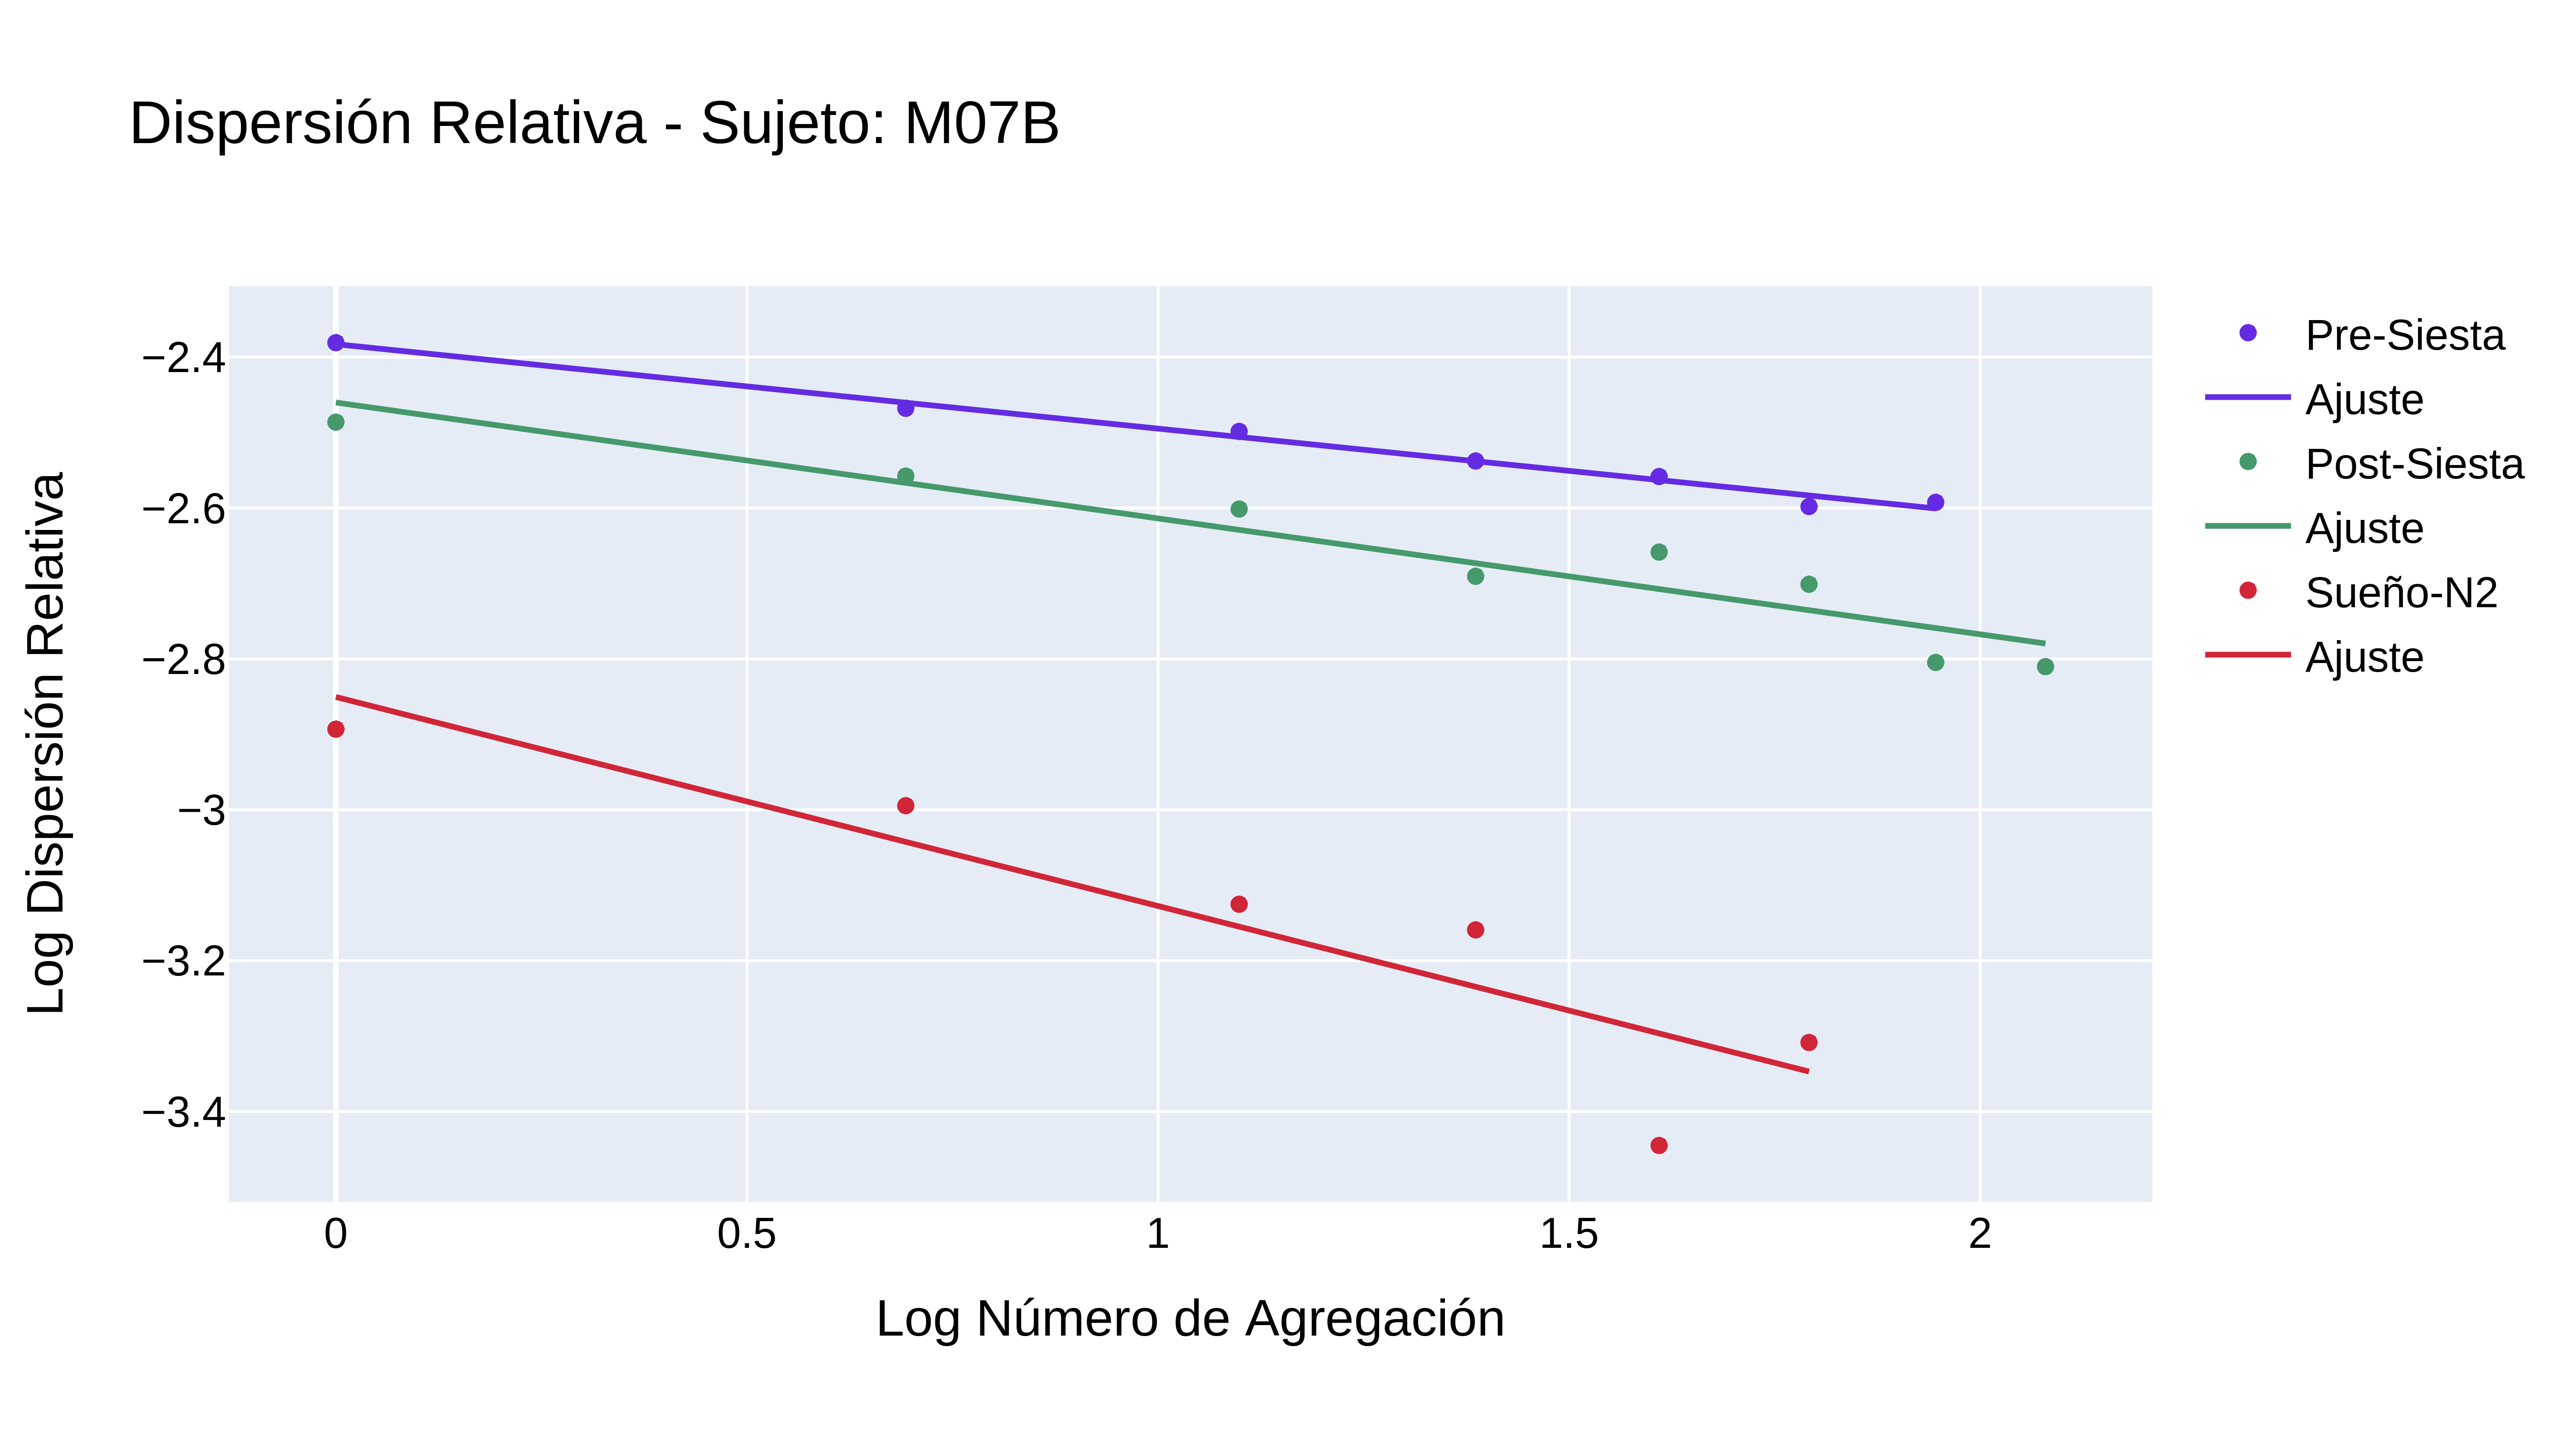 Dispersión Relativa - Sujeto: M07B
Log Dispersión Relativa
−2.4
−2.6
−2.8
−3
−3.2
−3.4
0
0.5
1
1.5
2
Log Número de Agregación
Pre-Siesta
Ajuste
Post-Siesta
Ajuste
Sueño-N2
Ajuste